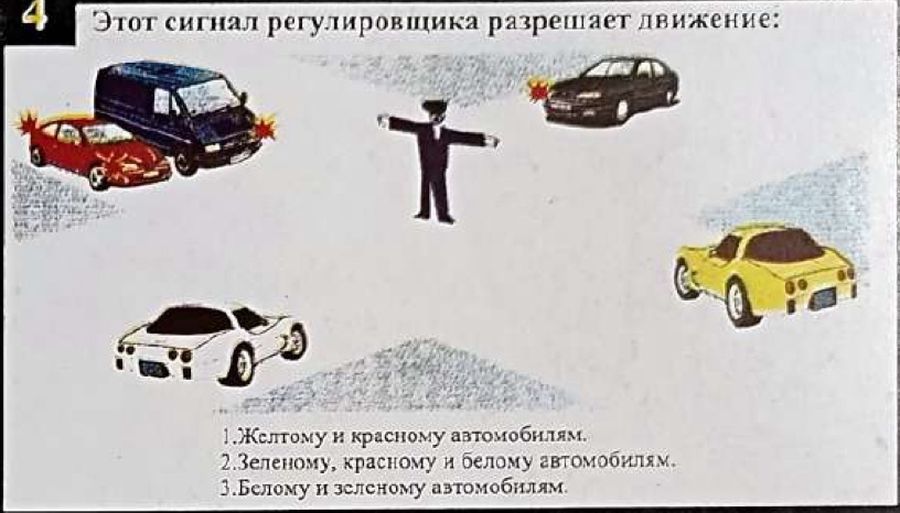 4
Этот сигнал регулировщика разрешает движение:
1.Желтому и красному автомобилям.
2.Зеленому, красному и белому автомобилям.
3.Белому и зеленому автомобилям.